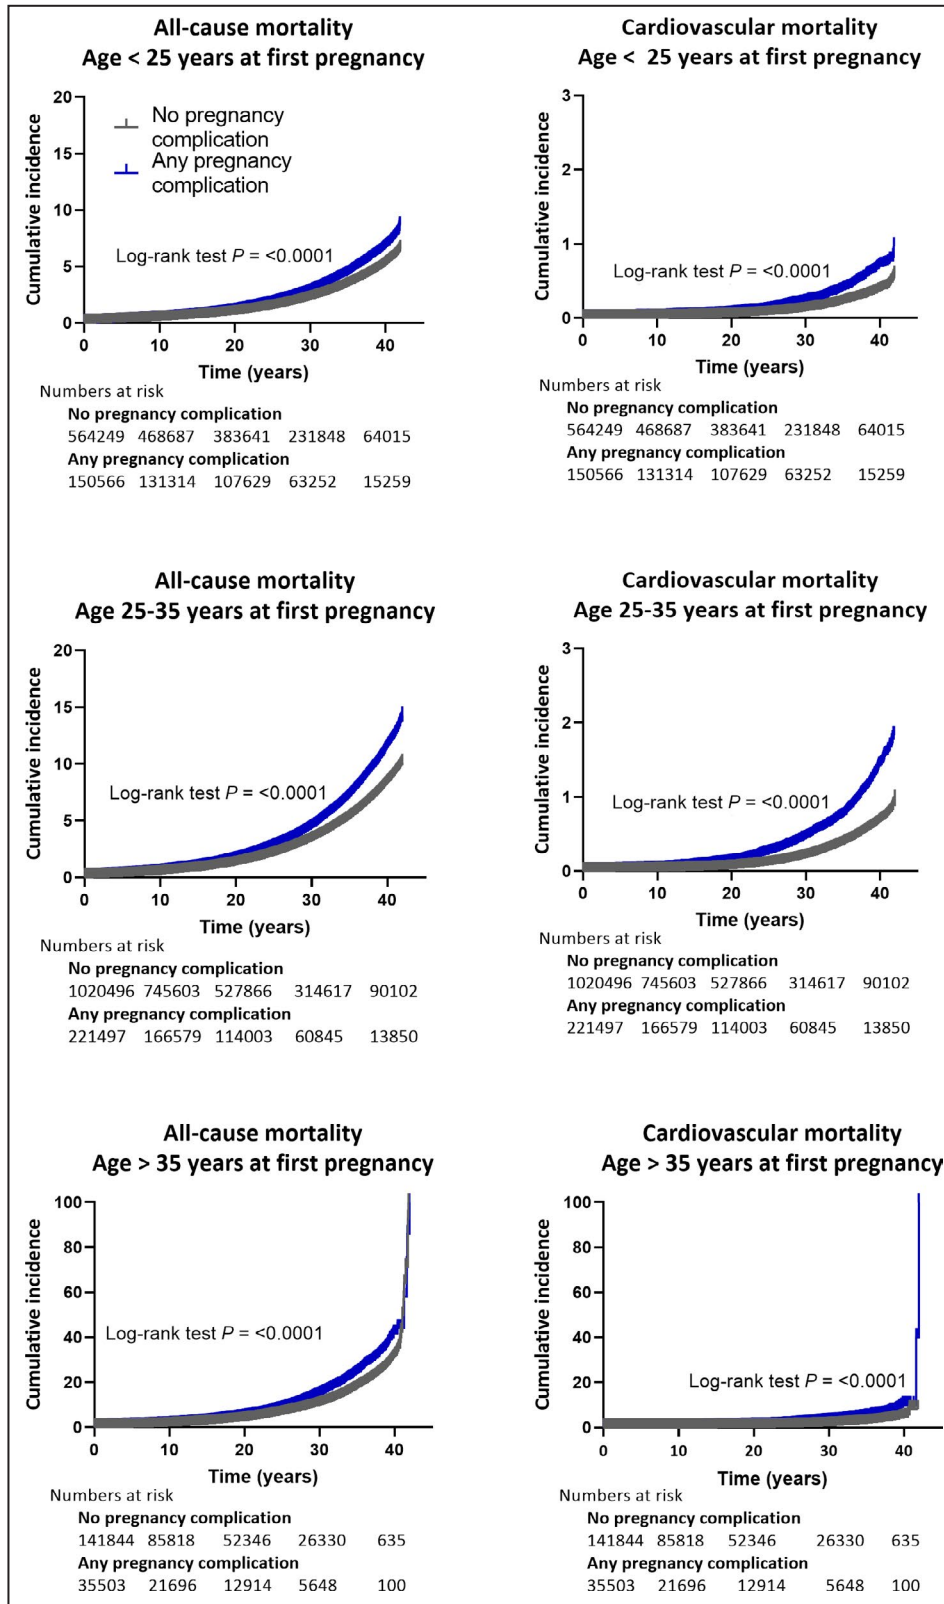 All-cause mortality
Age < 25 years at first pregnancy
Cumulative incidence
20
15
10
5
0
No pregnancy
complication
Any pregnancy
complication
Log-rank test P = <0.0001
0 10 20 30 40
Time (years)
Numbers at risk
No pregnancy complication
564249 468687 383641 231848 64015
Any pregnancy complication
150566 131314 107629 63252 15259
Cardiovascular mortality
Age < 25 years at first pregnancy
Cumulative incidence
3
2
1
0
Log-rank test P = <0.0001
0 10 20 30 40
Time (years)
Numbers at risk
No pregnancy complication
564249 468687 383641 231848 64015
Any pregnancy complication
150566 131314 107629 63252 15259
All-cause mortality
Age 25-35 years at first pregnancy
Cumulative incidence
20
15
10
5
0
Log-rank test P = <0.0001
0 10 20 30 40
Time (years)
Numbers at risk
No pregnancy complication
1020496 745603 527866 314617 90102
Any pregnancy complication
221497 166579 114003 60845 13850
Cardiovascular mortality
Age 25-35 years at first pregnancy
Cumulative incidence
3
2
1
0
Log-rank test P = <0.0001
0 10 20 30 40
Time (years)
Numbers at risk
No pregnancy complication
1020496 745603 527866 314617 90102
Any pregnancy complication
221497 166579 114003 60845 13850
All-cause mortality
Age > 35 years at first pregnancy
Cumulative incidence
100
80
60
40
20
0
Log-rank test P = <0.0001
0 10 20 30 40
Time (years)
Numbers at risk
No pregnancy complication
141844 85818 52346 26330 635
Any pregnancy complication
35503 21696 12914 5648 100
Cardiovascular mortality
Age > 35 years at first pregnancy
Cumulative incidence
100
80
60
40
20
0
Log-rank test P = <0.0001
0 10 20 30 40
Time (years)
Numbers at risk
No pregnancy complication
141844 85818 52346 26330 635
Any pregnancy complication
35503 21696 12914 5648 100